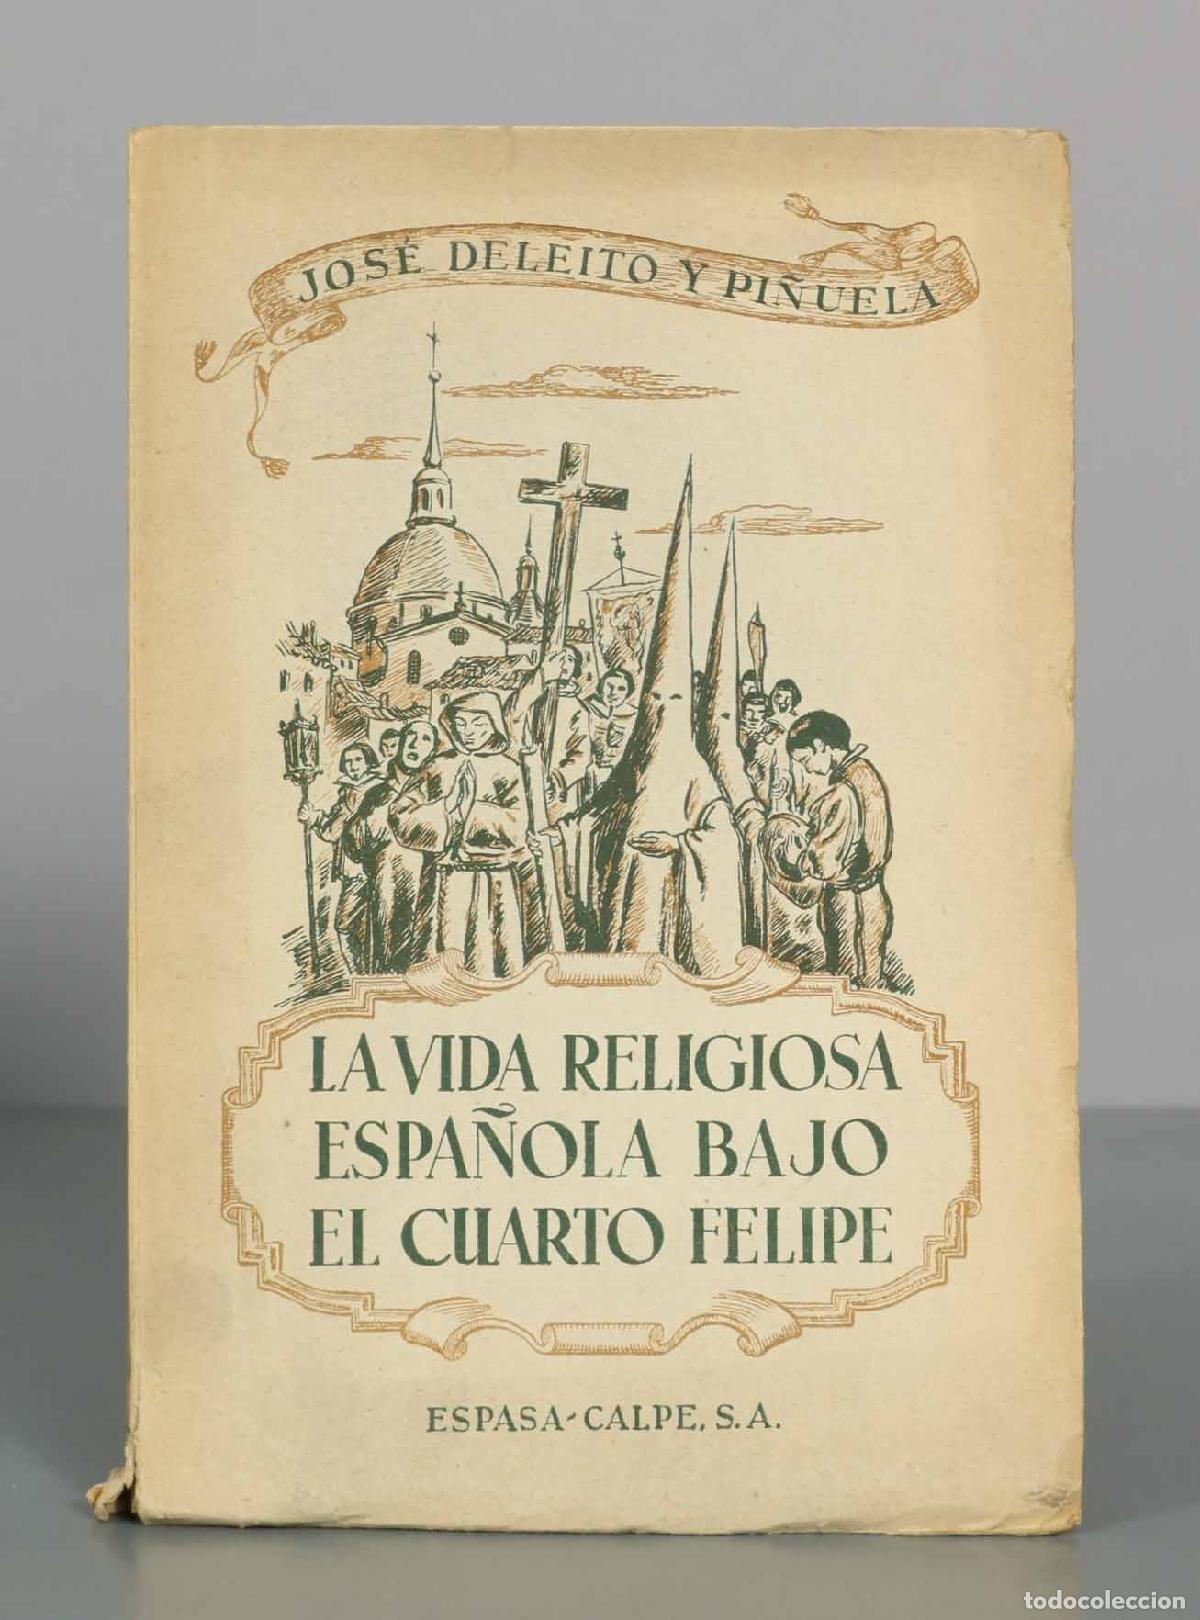 JOSÉ DELEITO Y PIÑUELA
LA VIDA RELIGIOSA
ESPAÑOLA BAJO
EL CUARTO FELIPE
ESPASA-CALPE, S.A.
todocoleccion